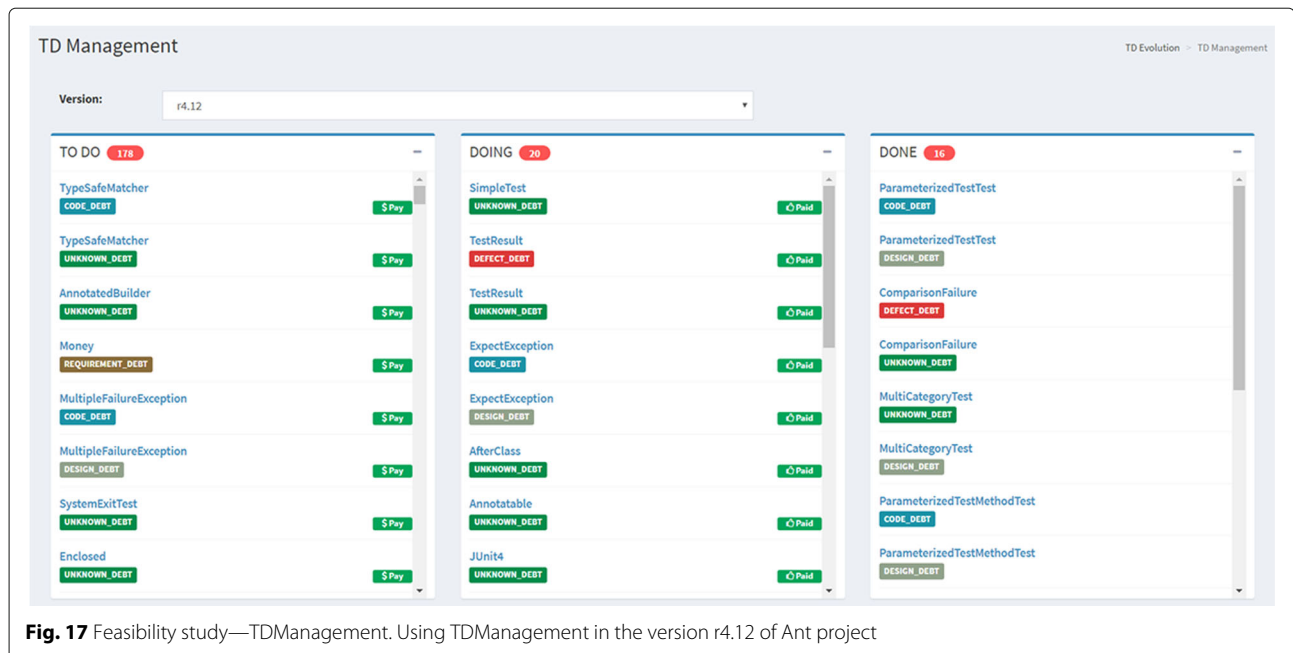 TD Management
TD Evolution > TD Management
Version:
r4.12
TO DO 178
TypeSafeMatcher
CODE_DEBT
$ Pay
TypeSafeMatcher
UNKNOWN_DEBT
$ Pay
AnnotatedBuilder
UNKNOWN_DEBT
$ Pay
Money
REQUIREMENT_DEBT
$ Pay
MultipleFailureException
CODE_DEBT
$ Pay
MultipleFailureException
DESIGN_DEBT
$ Pay
SystemExitTest
UNKNOWN_DEBT
$ Pay
Enclosed
UNKNOWN_DEBT
$ Pay
DOING 20
SimpleTest
UNKNOWN_DEBT
Paid
TestResult
DEFECT_DEBT
Paid
TestResult
UNKNOWN_DEBT
Paid
ExpectException
CODE_DEBT
Paid
ExpectException
DESIGN_DEBT
Paid
AfterClass
UNKNOWN_DEBT
Paid
Annotatable
UNKNOWN_DEBT
Paid
JUnit4
UNKNOWN_DEBT
Paid
DONE 16
ParameterizedTestTest
CODE_DEBT
ParameterizedTestTest
DESIGN_DEBT
ComparisonFailure
DEFECT_DEBT
ComparisonFailure
UNKNOWN_DEBT
MultiCategoryTest
UNKNOWN_DEBT
MultiCategoryTest
DESIGN_DEBT
ParameterizedTestMethodTest
CODE_DEBT
ParameterizedTestMethodTest
DESIGN_DEBT
Fig. 17 Feasibility study—TDManagement. Using TDManagement in the version r4.12 of Ant project